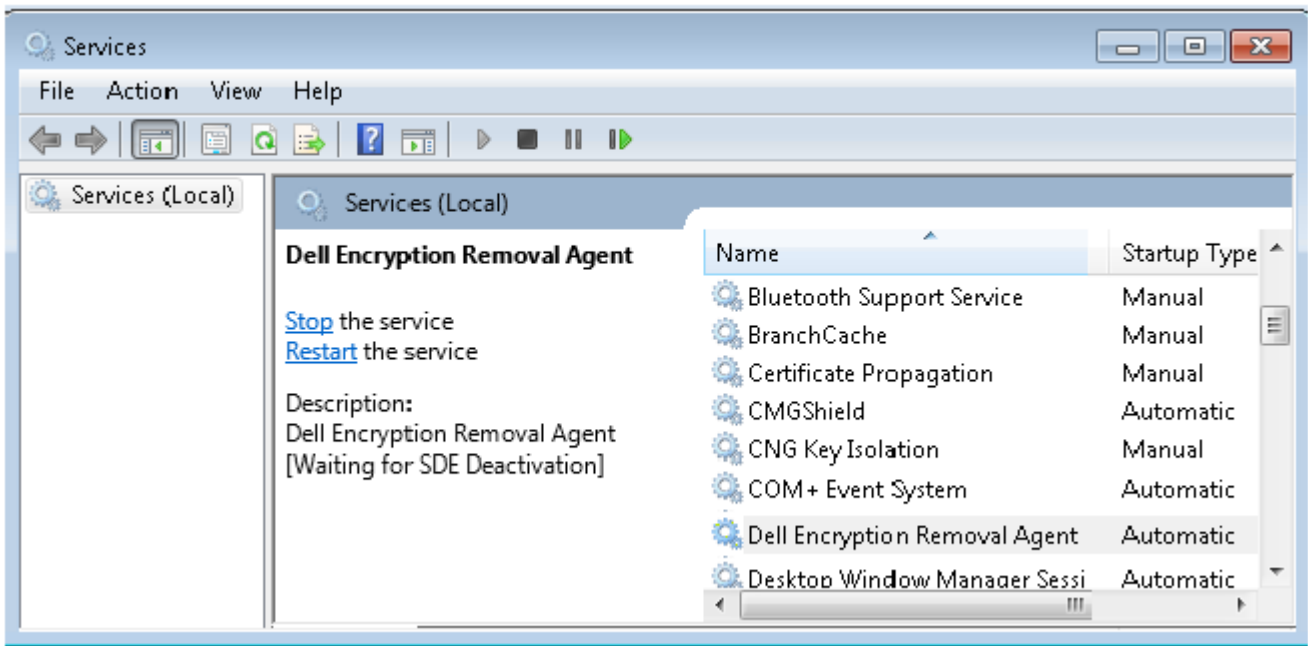 Services
File Action View Help
Services (Local)
Services (Local)
Dell Encryption Removal Agent
Stop the service
Restart the service
Description:
Dell Encryption Removal Agent
[Waiting for SDE Deactivation]
Name Startup Type
Bluetooth Support Service Manual
BranchCache Manual
Certificate Propagation Manual
CMGShield Automatic
CNG Key Isolation Manual
COM+ Event System Automatic
Dell Encryption Removal Agent Automatic
Desktop Window Manager Sessi Automatic